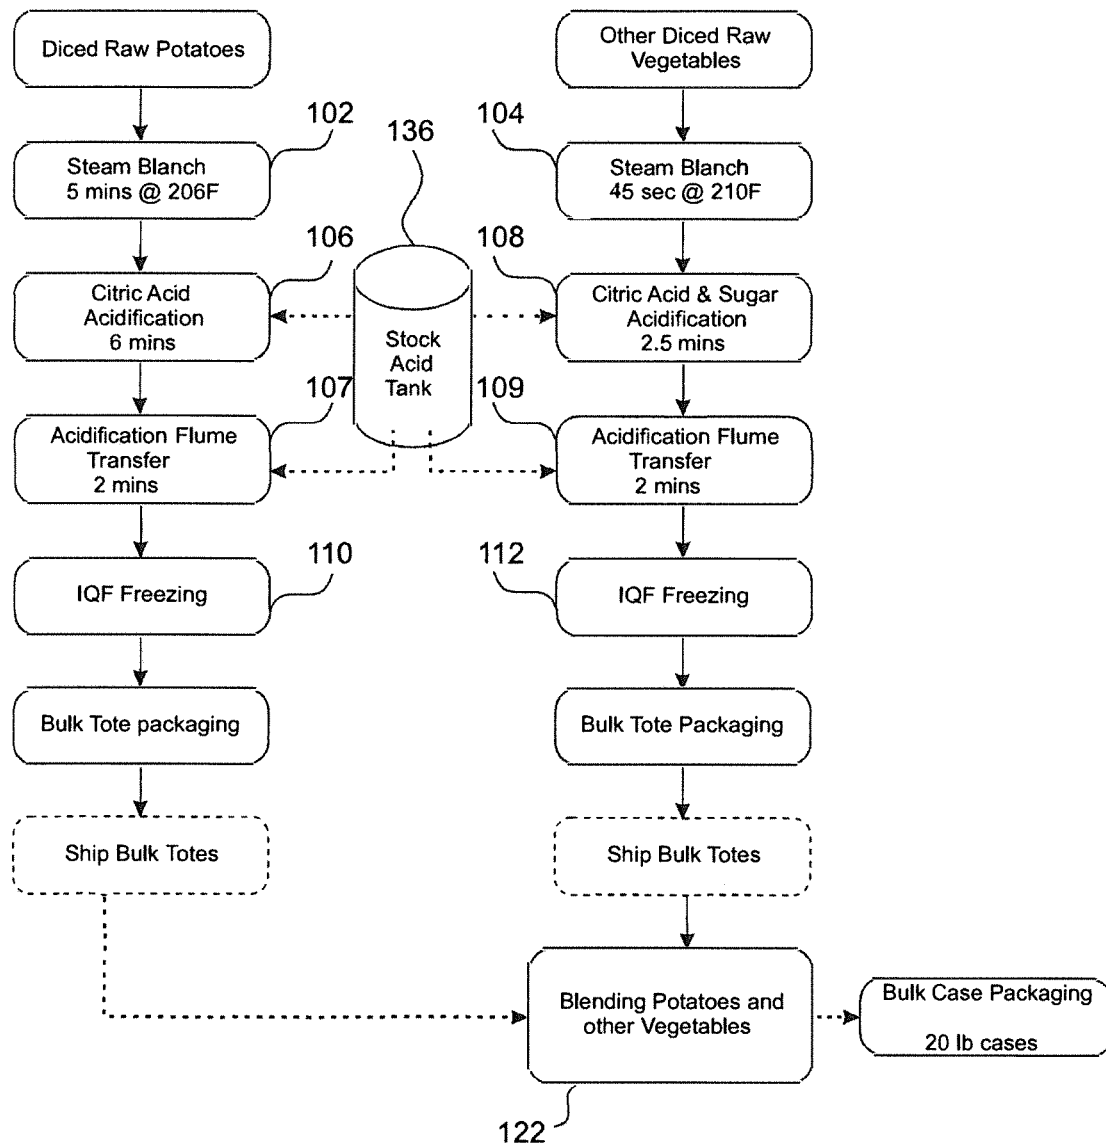 Diced Raw Potatoes
Other Diced Raw
Vegetables
102
136
104
Steam Blanch
5 mins @ 206F
Steam Blanch
45 sec @ 210F
106
108
Citric Acid
Acidification
6 mins
Stock
Acid
Tank
Citric Acid & Sugar
Acidification
2.5 mins
107
109
Acidification Flume
Transfer
2 mins
Acidification Flume
Transfer
2 mins
110
112
IQF Freezing
IQF Freezing
Bulk Tote packaging
Bulk Tote Packaging
Ship Bulk Totes
Ship Bulk Totes
Blending Potatoes and
other Vegetables
Bulk Case Packaging
20 lb cases
122